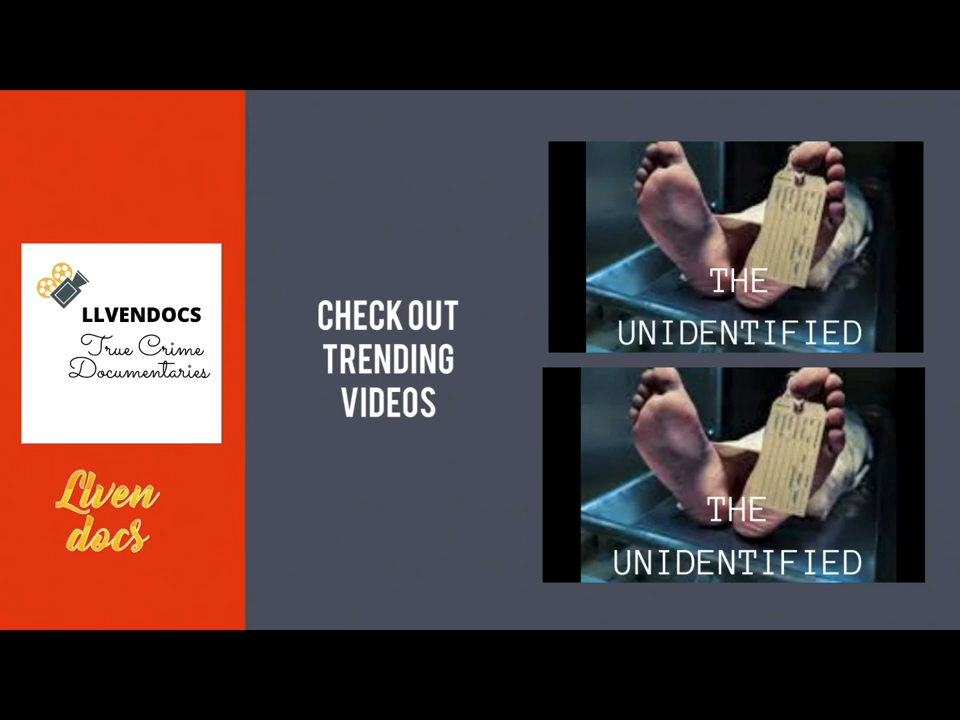 LLVENDOCS
True Crime
Documentaries
Llven
docs
CHECK OUT
TRENDING
VIDEOS
THE
UNIDENTIFIED
THE
UNIDENTIFIED